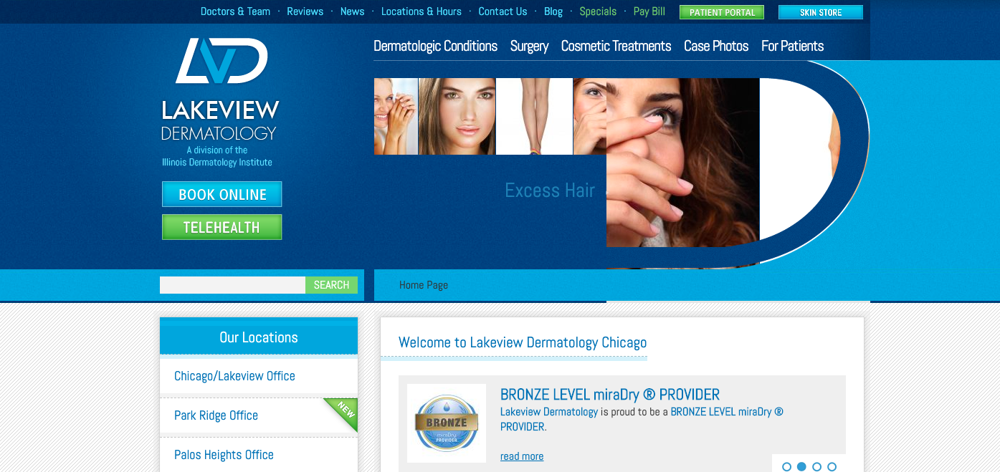 Doctors & Team · Reviews · News · Locations & Hours · Contact Us · Blog · Specials · Pay Bill PATIENT PORTAL SKIN STORE
Dermatologic Conditions Surgery Cosmetic Treatments Case Photos For Patients
LVD
LAKEVIEW
DERMATOLOGY
A division of the
Illinois Dermatology Institute
BOOK ONLINE
TELEHEALTH
Excess Hair
SEARCH
Home Page
Our Locations
Chicago/Lakeview Office
Park Ridge Office
NEW
Palos Heights Office
Welcome to Lakeview Dermatology Chicago
BRONZE
miraDry
PROVIDER
BRONZE LEVEL miraDry ® PROVIDER
Lakeview Dermatology is proud to be a BRONZE LEVEL miraDry ®
PROVIDER.
read more